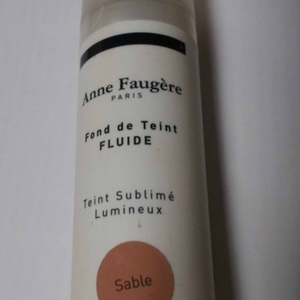 Anne Faugère
PARIS
Fond de Teint
FLUIDE
Teint Sublimé
Lumineux
Sable